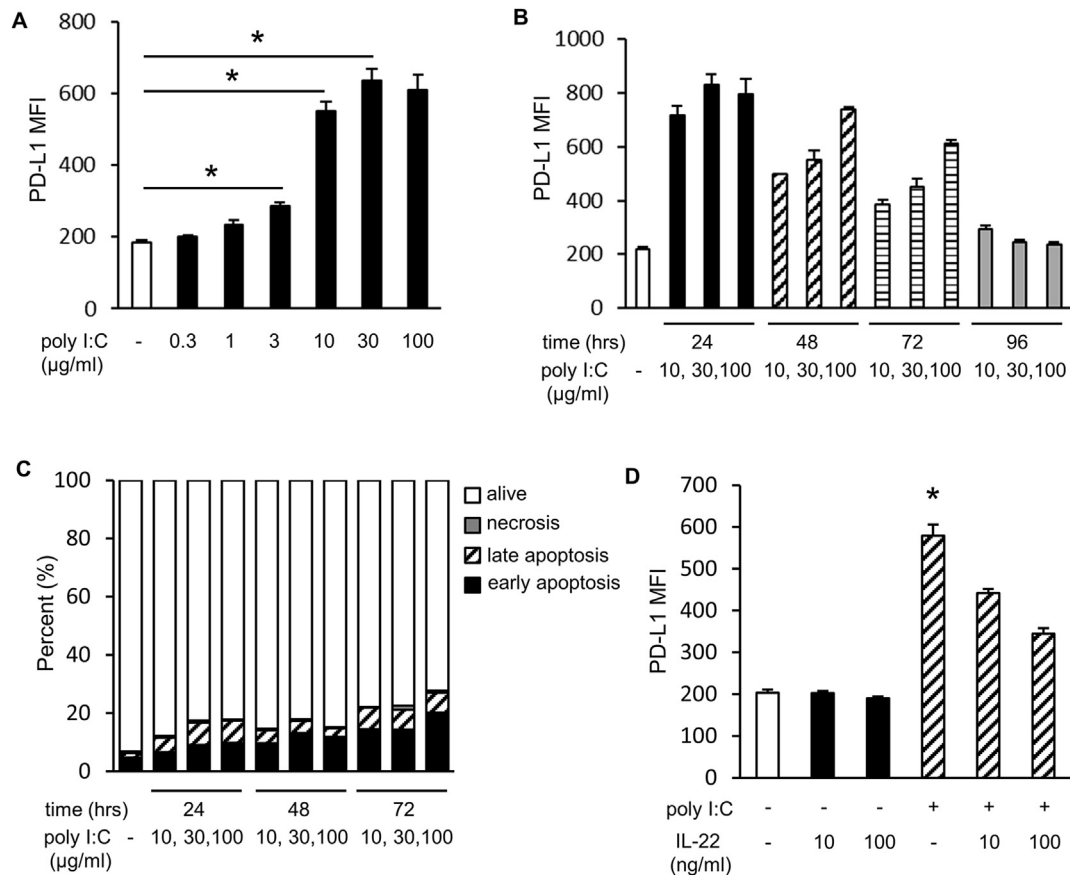 A
800
600
400
200
0
PD-L1 MFI
* * *
poly I:C - 0.3 1 3 10 30 100
(µg/ml)
B
1000
800
600
400
200
0
PD-L1 MFI
time (hrs) 24 48 72 96
poly I:C - 10, 30,100 10, 30,100 10, 30,100 10, 30,100
(µg/ml)
C
100
80
60
40
20
0
Percent (%)
alive
necrosis
late apoptosis
early apoptosis
time (hrs) 24 48 72
poly I:C - 10, 30,100 10, 30,100 10, 30,100
(µg/ml)
D
700
600
500
400
300
200
100
0
PD-L1 MFI
*
poly I:C - - - + + +
IL-22 - 10 100 - 10 100
(ng/ml)